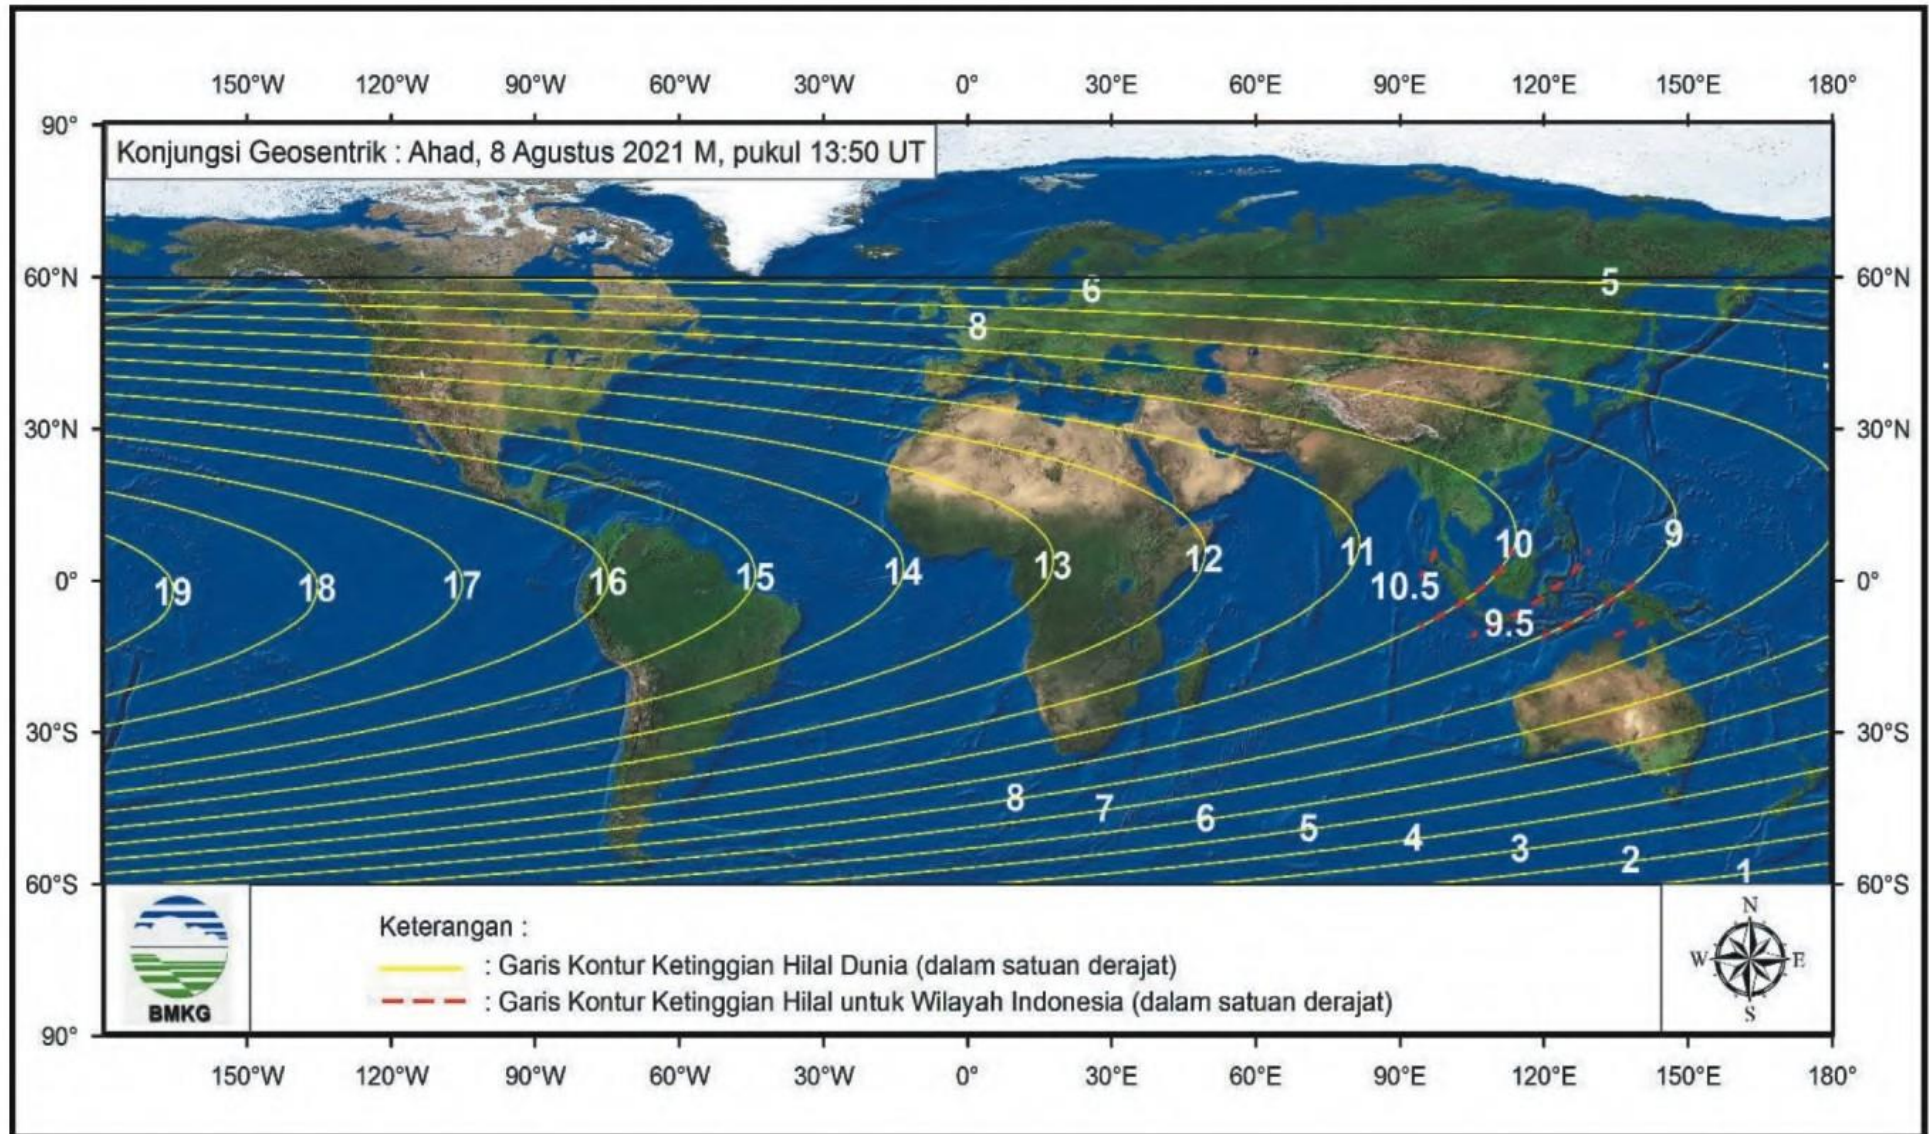 150°W 120°W 90°W 60°W 30°W 0° 30°E 60°E 90°E 120°E 150°E 180°
90° 
Konjungsi Geosentrik : Ahad, 8 Agustus 2021 M, pukul 13:50 UT
60°N 6 5 60°N
8
30°N 30°N
9
0° 19 18 17 16 15 14 13 12 11 10 0°
10.5
9.5
30°S 30°S
8 7 6 5 4 3 2 1
60°S 60°S
Keterangan :
: Garis Kontur Ketinggian Hilal Dunia (dalam satuan derajat)
: Garis Kontur Ketinggian Hilal untuk Wilayah Indonesia (dalam satuan derajat)
BMKG
N
W E
S
90°
150°W 120°W 90°W 60°W 30°W 0° 30°E 60°E 90°E 120°E 150°E 180°